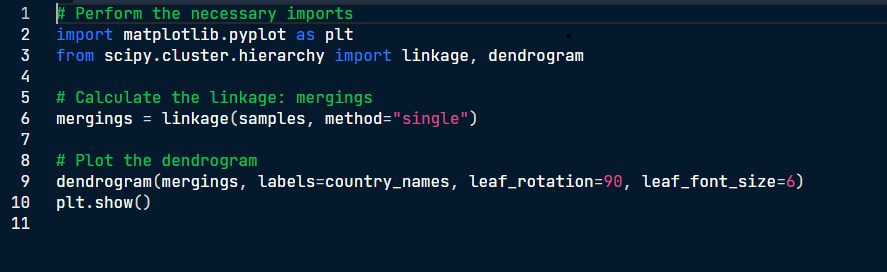 1 # Perform the necessary imports
2 import matplotlib.pyplot as plt
3 from scipy.cluster.hierarchy import linkage, dendrogram
4
5 # Calculate the linkage: mergings
6 mergings = linkage(samples, method="single")
7
8 # Plot the dendrogram
9 dendrogram(mergings, labels=country_names, leaf_rotation=90, leaf_font_size=6)
10 plt.show()
11